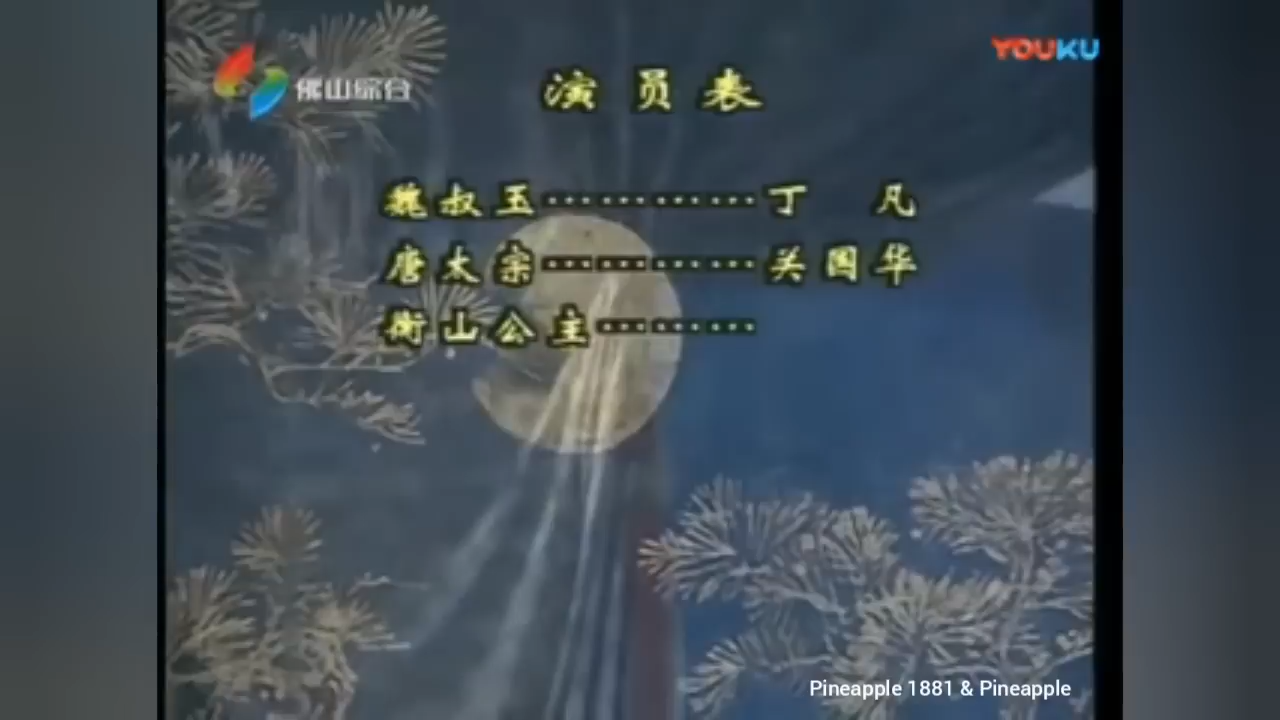 佛山综合
YOUKU
演员表
魏叔玉…………丁 凡
唐太宗…………关国华
衡山公主………
Pineapple 1881 & Pineapple